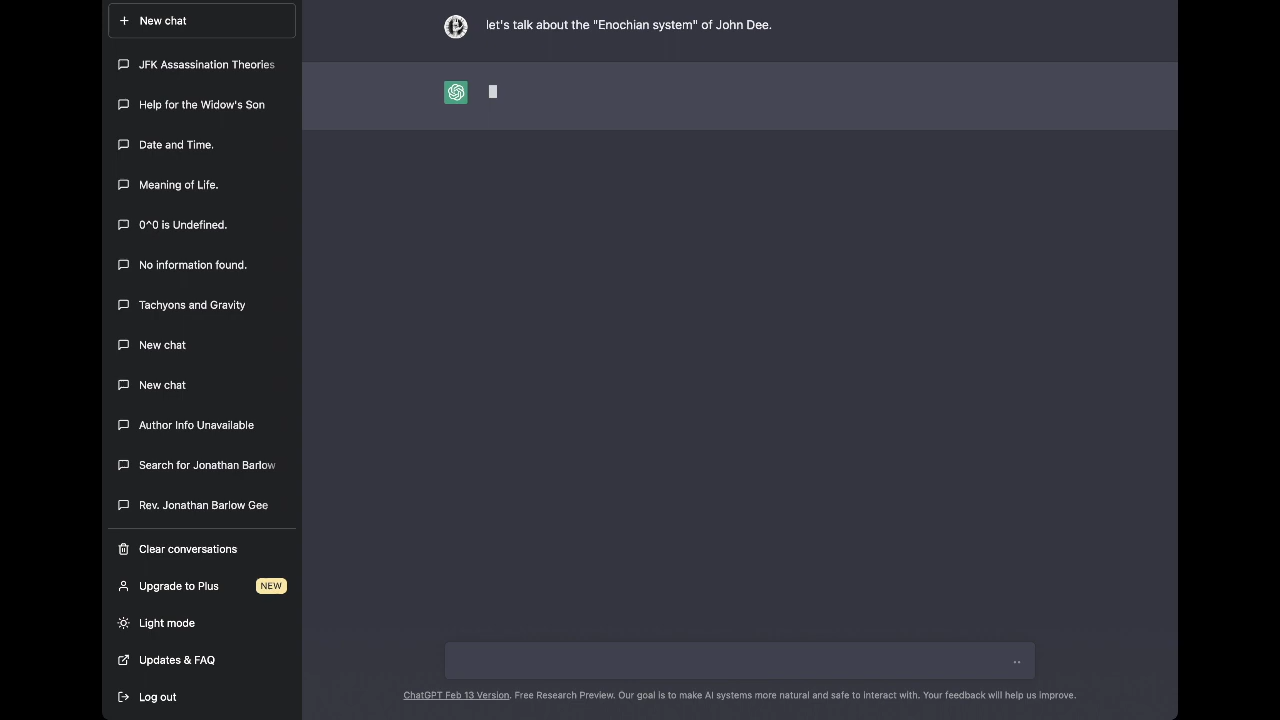 New chat
JFK Assassination Theories
Help for the Widow's Son
Date and Time.
Meaning of Life.
0^0 is Undefined.
No information found.
Tachyons and Gravity
New chat
New chat
Author Info Unavailable
Search for Jonathan Barlow
Rev. Jonathan Barlow Gee
Clear conversations
Upgrade to Plus NEW
Light mode
Updates & FAQ
Log out
let's talk about the "Enochian system" of John Dee.
ChatGPT Feb 13 Version. Free Research Preview. Our goal is to make AI systems more natural and safe to interact with. Your feedback will help us improve.